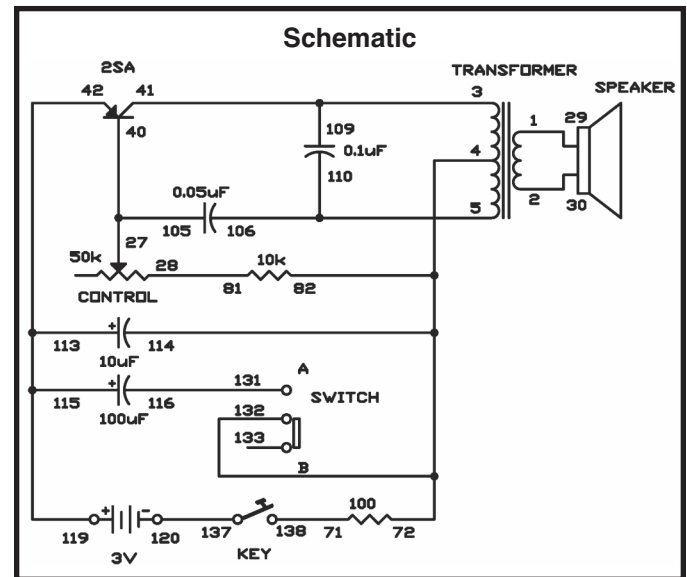 Schematic
2SA
TRANSFORMER
SPEAKER
42 41
3
40
109
1 29
0.1uF
4
110
0.05uF
5
2 30
105 106
27
50k
28
10k
CONTROL
81 82
+
113 114
10uF
A
131
SWITCH
+
115 116
132
100uF
133
B
100
+ -
119 120 137 138 71 72
3V
KEY